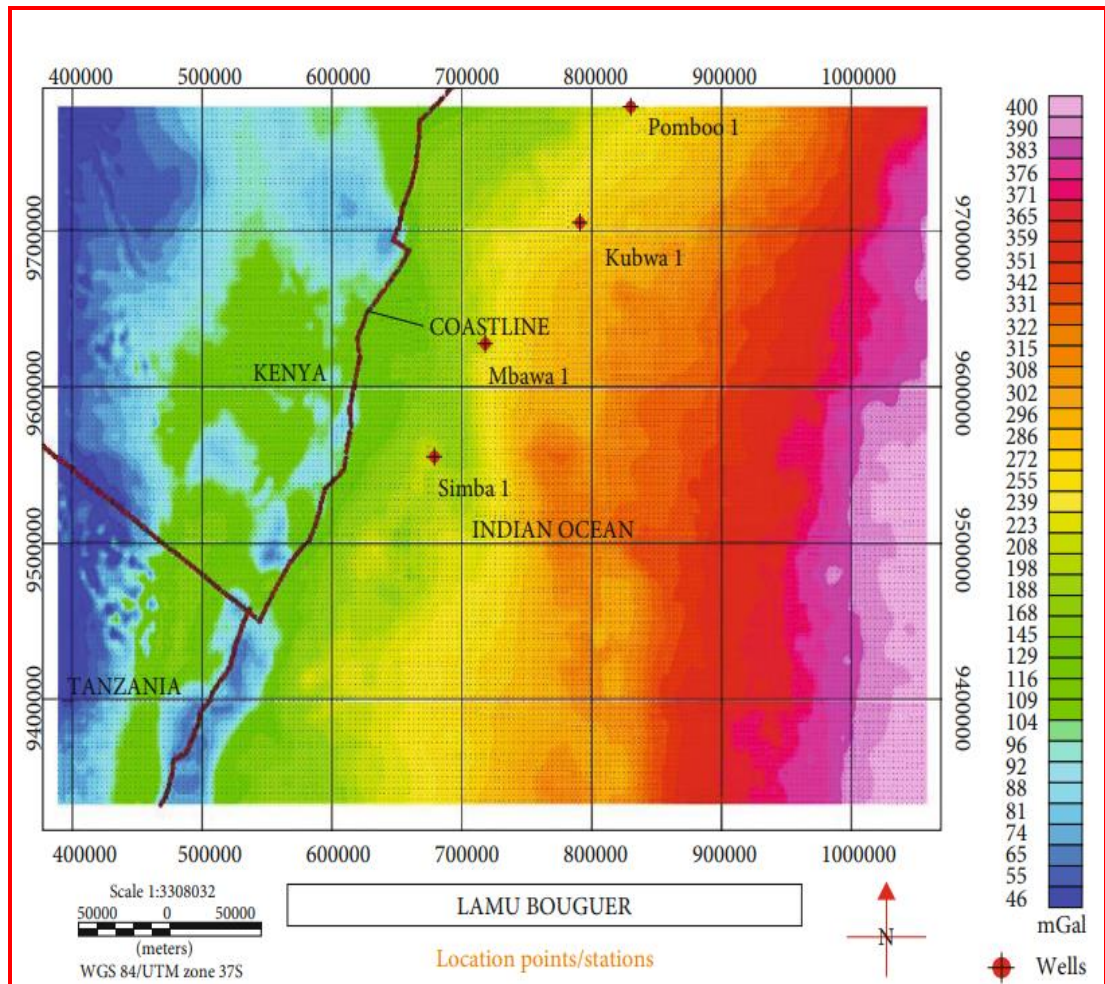 400000 500000 600000 700000 800000 900000 1000000
Pomboo 1
9700000 9700000
Kubwa 1
COASTLINE
KENYA
Mbawa 1
9600000 9600000
Simba 1
INDIAN OCEAN
9500000 9500000
TANZANIA
9400000 9400000
400000 500000 600000 700000 800000 900000 1000000
400
390
383
376
371
365
359
351
342
331
322
315
308
302
296
286
272
255
239
223
208
198
188
168
145
129
116
109
104
96
92
88
81
74
65
55
46
mGal
Wells
Scale 1:3308032
50000 0 50000
(meters)
WGS 84/UTM zone 37S
LAMU BOUGUER
Location points/stations
N